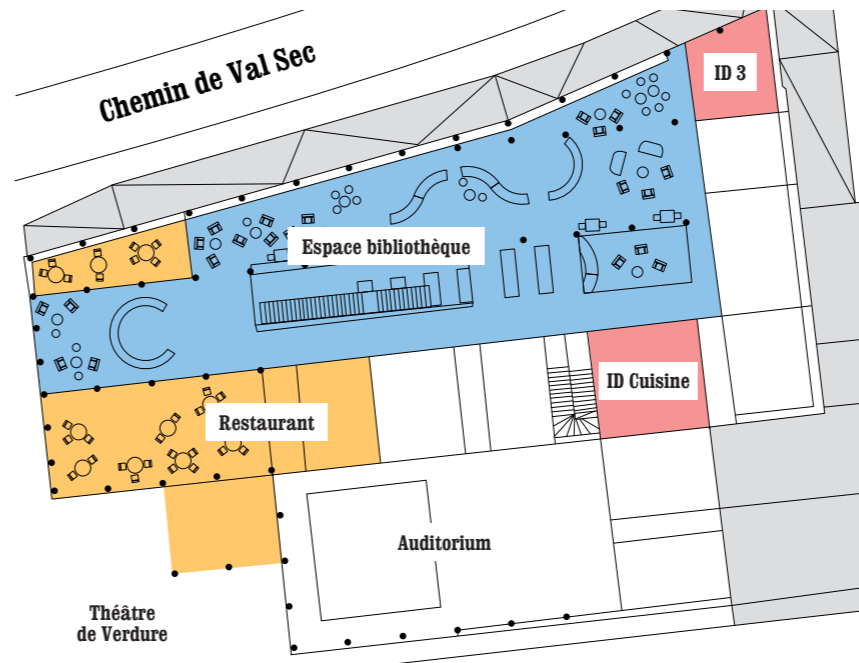 Chemin de Val Sec
ID 3
Espace bibliothèque
ID Cuisine
Restaurant
Auditorium
Théâtre
de Verdure